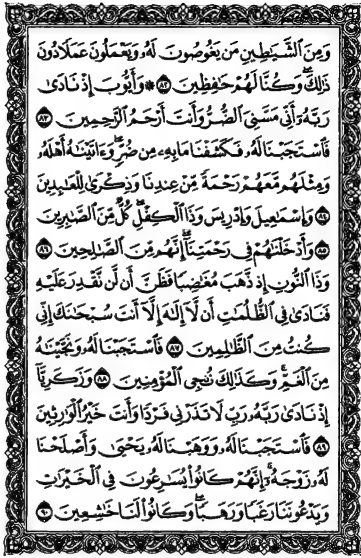 وَمِنَ ٱلشَّيَٰطِينِ مَن يَغُوصُونَ لَهُۥ وَيَعْمَلُونَ عَمَلًا دُونَ
ذَٰلِكَ ۖ وَكُنَّا لَهُمْ حَٰفِظِينَ ٨٢ ۞ وَأَيُّوبَ إِذْ نَادَىٰ
رَبَّهُۥٓ أَنِّى مَسَّنِىَ ٱلضُّرُّ وَأَنتَ أَرْحَمُ ٱلرَّٰحِمِينَ ٨٣
فَٱسْتَجَبْنَا لَهُۥ فَكَشَفْنَا مَا بِهِۦ مِن ضُرٍّ ۖ وَءَاتَيْنَٰهُ أَهْلَهُۥ
وَمِثْلَهُم مَّعَهُمْ رَحْمَةً مِّنْ عِندِنَا وَذِكْرَىٰ لِلْعَٰبِدِينَ
٨٤ وَإِسْمَٰعِيلَ وَإِدْرِيسَ وَذَا ٱلْكِفْلِ ۖ كُلٌّ مِّنَ ٱلصَّٰبِرِينَ
٨٥ وَأَدْخَلْنَٰهُمْ فِى رَحْمَتِنَآ ۖ إِنَّهُم مِّنَ ٱلصَّٰلِحِينَ ٨٦
وَذَا ٱلنُّونِ إِذ ذَّهَبَ مُغَٰضِبًا فَظَنَّ أَن لَّن نَّقْدِرَ عَلَيْهِ
فَنَادَىٰ فِى ٱلظُّلُمَٰتِ أَن لَّآ إِلَٰهَ إِلَّآ أَنتَ سُبْحَٰنَكَ إِنِّى
كُنتُ مِنَ ٱلظَّٰلِمِينَ ٨٧ فَٱسْتَجَبْنَا لَهُۥ وَنَجَّيْنَٰهُ
مِنَ ٱلْغَمِّ ۚ وَكَذَٰلِكَ نُۨجِى ٱلْمُؤْمِنِينَ ٨٨ وَزَكَرِيَّآ
إِذْ نَادَىٰ رَبَّهُۥ رَبِّ لَا تَذَرْنِى فَرْدًا وَأَنتَ خَيْرُ ٱلْوَٰرِثِينَ
٨٩ فَٱسْتَجَبْنَا لَهُۥ وَوَهَبْنَا لَهُۥ يَحْيَىٰ وَأَصْلَحْنَا
لَهُۥ زَوْجَهُۥٓ ۚ إِنَّهُمْ كَانُوا۟ يُسَٰرِعُونَ فِى ٱلْخَيْرَٰتِ
وَيَدْعُونَنَا رَغَبًا وَرَهَبًا ۖ وَكَانُوا۟ لَنَا خَٰشِعِينَ ٩٠